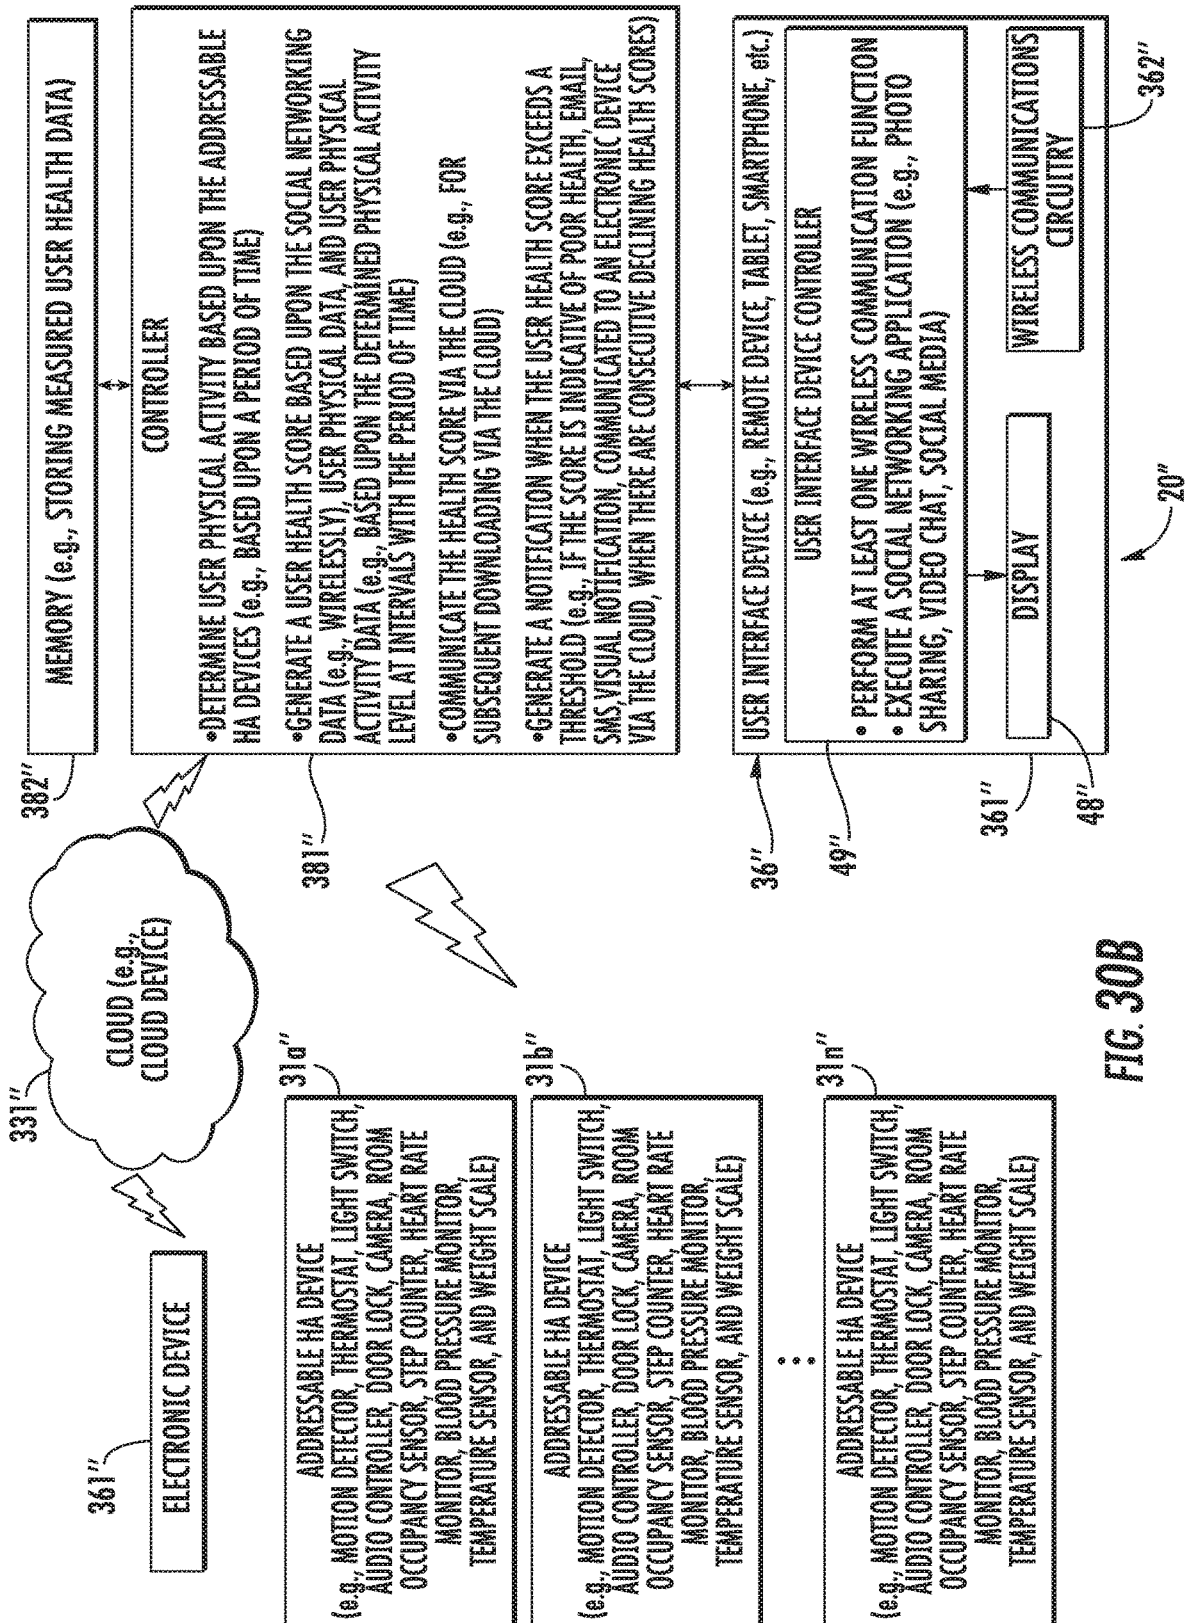 382"
MEMORY (e.g., STORING MEASURED USER HEALTH DATA)
331"
CLOUD (e.g.,
CLOUD DEVICE)
361"
ELECTRONIC DEVICE
381"
CONTROLLER
•DETERMINE USER PHYSICAL ACTIVITY BASED UPON THE ADDRESSABLE
HA DEVICES (e.g., BASED UPON A PERIOD OF TIME)
•GENERATE A USER HEALTH SCORE BASED UPON THE SOCIAL NETWORKING
DATA (e.g., WIRELESSLY), USER PHYSICAL DATA, AND USER PHYSICAL
ACTIVITY DATA (e.g., BASED UPON THE DETERMINED PHYSICAL ACTIVITY
LEVEL AT INTERVALS WITH THE PERIOD OF TIME)
•COMMUNICATE THE HEALTH SCORE VIA THE CLOUD (e.g., FOR
SUBSEQUENT DOWNLOADING VIA THE CLOUD)
•GENERATE A NOTIFICATION WHEN THE USER HEALTH SCORE EXCEEDS A
THRESHOLD (e.g., IF THE SCORE IS INDICATIVE OF POOR HEALTH, EMAIL,
SMS, VISUAL NOTIFICATION, COMMUNICATED TO AN ELECTRONIC DEVICE
VIA THE CLOUD, WHEN THERE ARE CONSECUTIVE DECLINING HEALTH SCORES)
31a"
ADDRESSABLE HA DEVICE
(e.g., MOTION DETECTOR, THERMOSTAT, LIGHT SWITCH,
AUDIO CONTROLLER, DOOR LOCK, CAMERA, ROOM
OCCUPANCY SENSOR, STEP COUNTER, HEART RATE
MONITOR, BLOOD PRESSURE MONITOR,
TEMPERATURE SENSOR, AND WEIGHT SCALE)
31b"
ADDRESSABLE HA DEVICE
(e.g., MOTION DETECTOR, THERMOSTAT, LIGHT SWITCH,
AUDIO CONTROLLER, DOOR LOCK, CAMERA, ROOM
OCCUPANCY SENSOR, STEP COUNTER, HEART RATE
MONITOR, BLOOD PRESSURE MONITOR,
TEMPERATURE SENSOR, AND WEIGHT SCALE)
•••
31n"
ADDRESSABLE HA DEVICE
(e.g., MOTION DETECTOR, THERMOSTAT, LIGHT SWITCH,
AUDIO CONTROLLER, DOOR LOCK, CAMERA, ROOM
OCCUPANCY SENSOR, STEP COUNTER, HEART RATE
MONITOR, BLOOD PRESSURE MONITOR,
TEMPERATURE SENSOR, AND WEIGHT SCALE)
36"
USER INTERFACE DEVICE (e.g., REMOTE DEVICE, TABLET, SMARTPHONE, etc.)
49"
USER INTERFACE DEVICE CONTROLLER
• PERFORM AT LEAST ONE WIRELESS COMMUNICATION FUNCTION
• EXECUTE A SOCIAL NETWORKING APPLICATION (e.g., PHOTO
SHARING, VIDEO CHAT, SOCIAL MEDIA)
361"
48"
DISPLAY
WIRELESS COMMUNICATIONS
CIRCUITRY
362"
20"
FIG. 30B